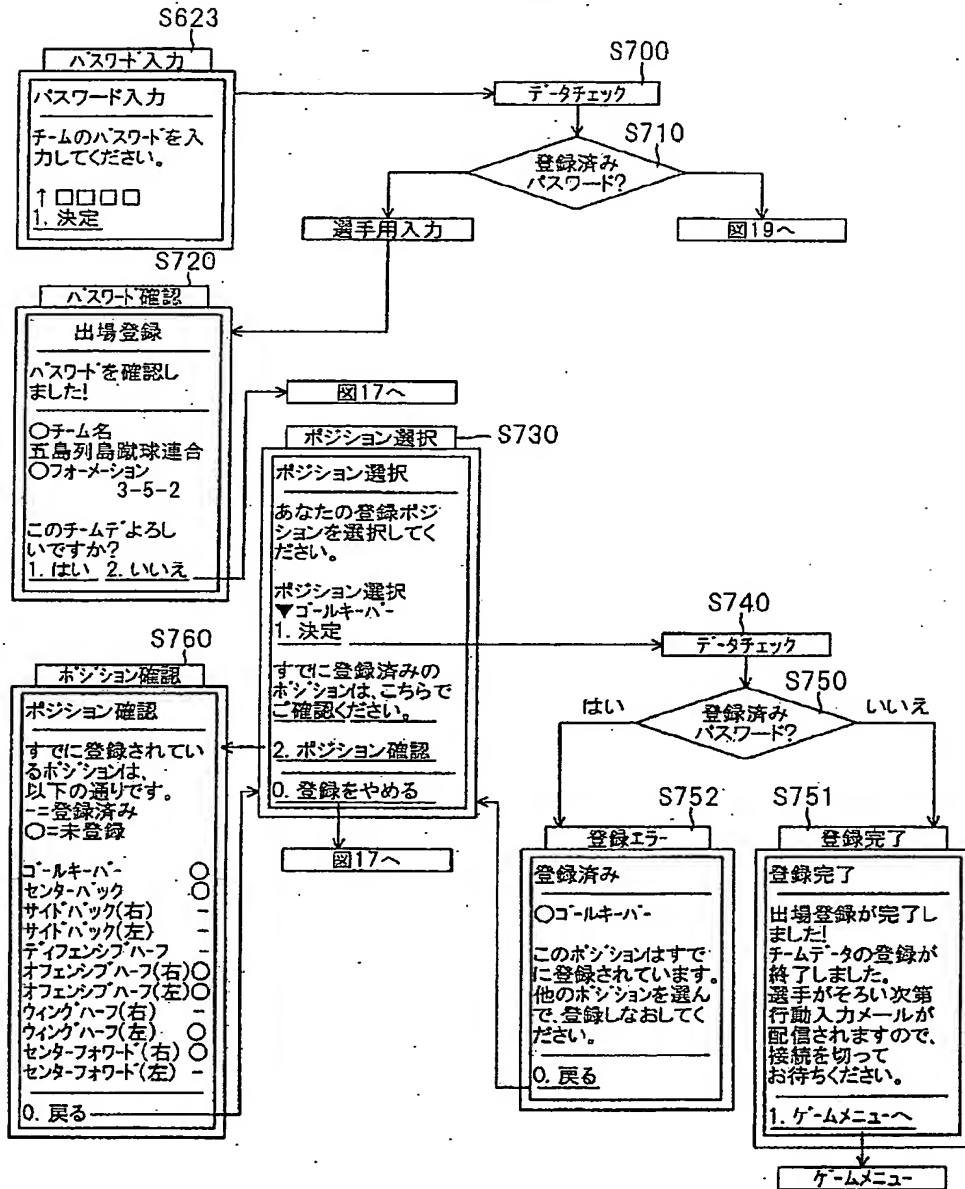 S623
パスワード入力
パスワード入力
チームのパスワードを入
力してください。
↑□□□□
1. 決定
S700
データチェック
S710
登録済み
パスワード?
選手用入力
図19へ
S720
パスワード確認
出場登録
パスワードを確認し
ました!
○チーム名
五島列島蹴球連合
○フォーメーション
3-5-2
このチームデよろし
いですか?
1. はい 2. いいえ
図17へ
S730
ポジション選択
ポジション選択
あなたの登録ポジ
ションを選択してく
ださい。
ポジション選択
▼ゴールキーパー
1. 決定
すでに登録済みの
ポジションは、こちらで
ご確認ください。
2. ポジション確認
0. 登録をやめる
図17へ
S740
データチェック
S750
はい
登録済み
パスワード?
いいえ
S760
ポジション確認
ポジション確認
すでに登録されてい
るポジションは、
以下の通りです。
-=登録済み
○=未登録
ゴールキーパー ○
センターバック ○
サイドバック(右) -
サイドバック(左) -
ディフェンシブハーフ -
オフェンシブハーフ(右)○
オフェンシブハーフ(左)○
ウィングハーフ(右) -
ウィングハーフ(左) ○
センターフォワード(右) ○
センターフォワード(左) -
0. 戻る
S752
登録エラー
登録済み
○ゴールキーパー
このポジションはすで
に登録されています。
他のポジションを選ん
で、登録しなおしてく
ださい。
0. 戻る
S751
登録完了
登録完了
出場登録が完了し
ました!
チームデータの登録が
終了しました。
選手がそろい次第
行動入力メールが
配信されますので、
接続を切って
お待ちください。
1. ゲームメニューへ
ゲームメニュー